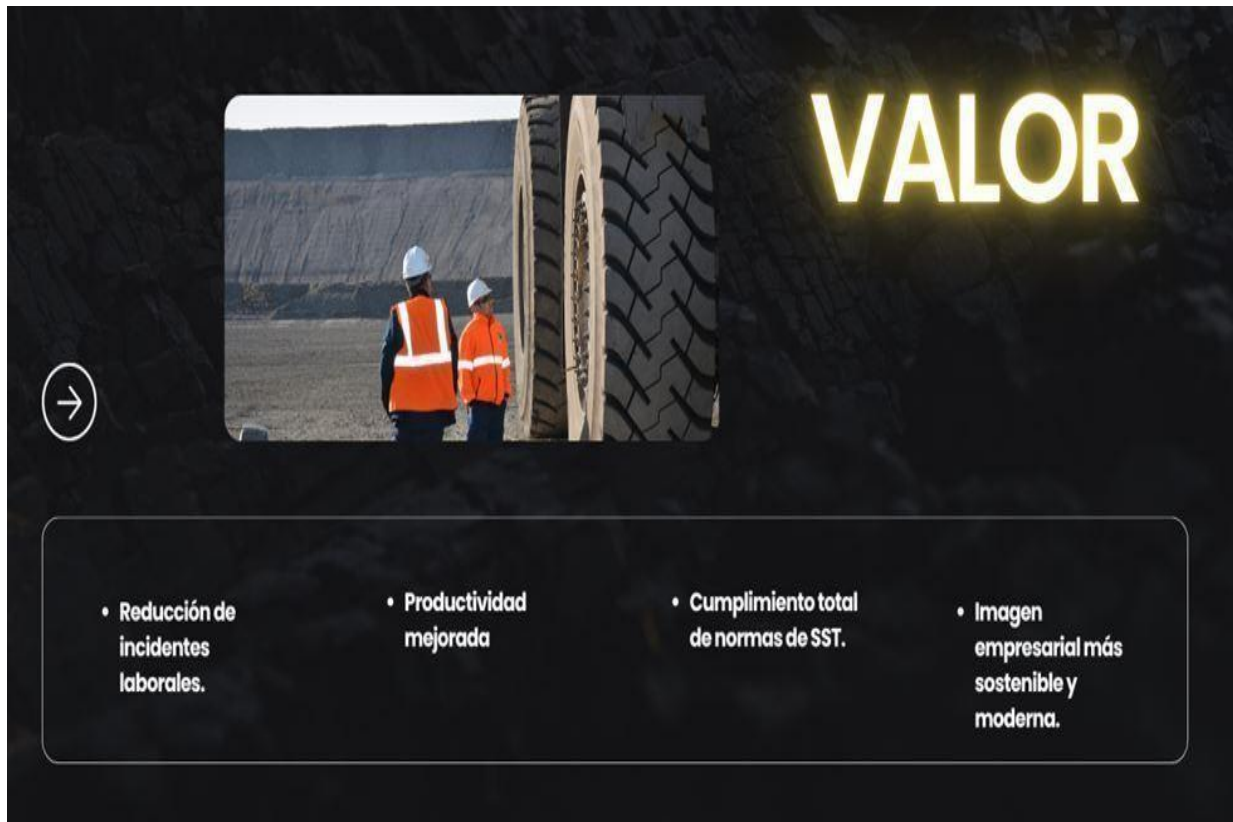 VALOR
• Reducción de
incidentes
laborales.
• Productividad
mejorada
• Cumplimiento total
de normas de SST.
• Imagen
empresarial más
sostenible y
moderna.